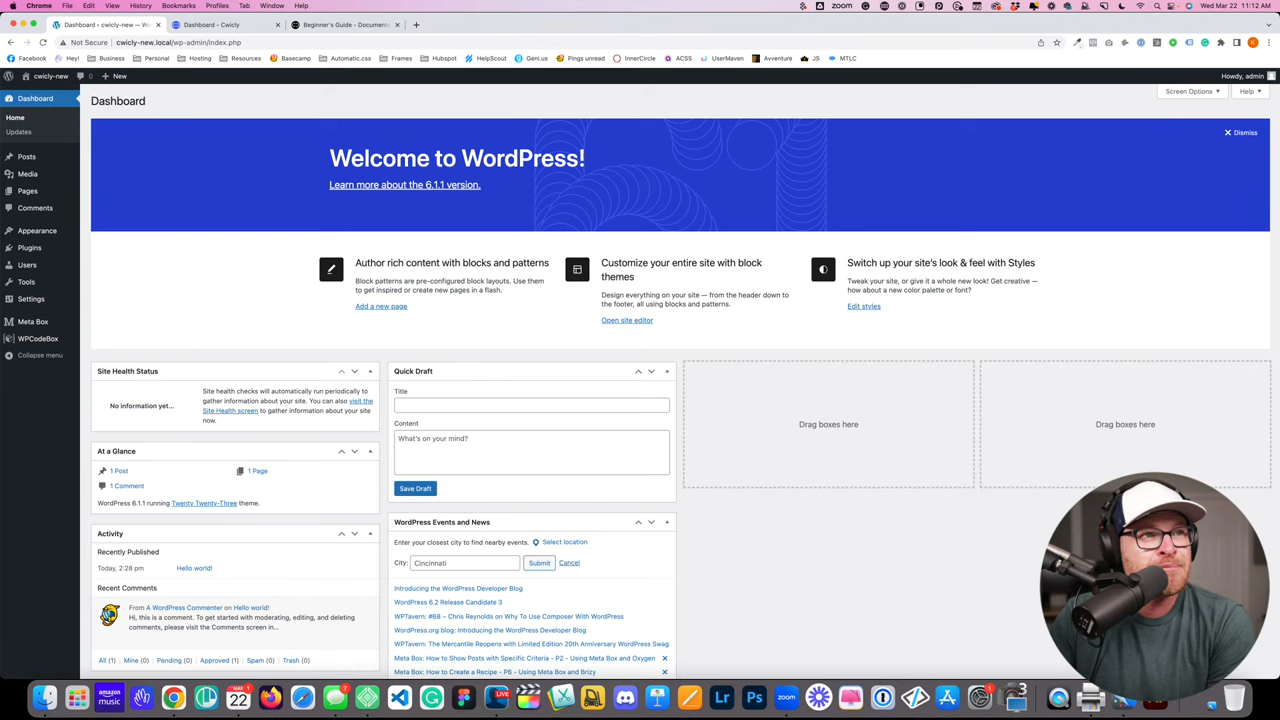 Chrome File Edit View History Bookmarks Profiles Tab Window Help
zoom
Wed Mar 22 11:12 AM
Dashboard ‹ cwicly-new — Wo
Dashboard - Cwicly
Beginner's Guide - Documenta
Not Secure cwicly-new.local/wp-admin/index.php
Facebook Hey! Business Personal Hosting Resources Basecamp Automatic.css Frames Hubspot HelpScout Geni.us Pings unread InnerCircle ACSS UserMaven Avventure JS MTLC
cwicly-new 0 New
Howdy, admin
Dashboard
Home
Updates
Posts
Media
Pages
Comments
Appearance
Plugins
Users
Tools
Settings
Meta Box
WPCodeBox
Collapse menu
Dashboard
Screen Options
Help
Welcome to WordPress!
Learn more about the 6.1.1 version.
Dismiss
Author rich content with blocks and patterns
Block patterns are pre-configured block layouts. Use them
to get inspired or create new pages in a flash.
Add a new page
Customize your entire site with block
themes
Design everything on your site — from the header down to
the footer, all using blocks and patterns.
Open site editor
Switch up your site's look & feel with Styles
Tweak your site, or give it a whole new look! Get creative —
how about a new color palette or font?
Edit styles
Site Health Status
No information yet...
Site health checks will automatically run periodically to
gather information about your site. You can also visit the
Site Health screen to gather information about your site
now.
At a Glance
1 Post
1 Page
1 Comment
WordPress 6.1.1 running Twenty Twenty-Three theme.
Activity
Recently Published
Today, 2:28 pm Hello world!
Recent Comments
From A WordPress Commenter on Hello world!
Hi, this is a comment. To get started with moderating, editing, and deleting
comments, please visit the Comments screen in...
All (1) Mine (0) Pending (0) Approved (1) Spam (0) Trash (0)
Quick Draft
Title
Content
What's on your mind?
Save Draft
WordPress Events and News
Enter your closest city to find nearby events. Select location
City: Cincinnati Submit Cancel
Introducing the WordPress Developer Blog
WordPress 6.2 Release Candidate 3
WPTavern: #68 – Chris Reynolds on Why To Use Composer With WordPress
WordPress.org blog: Introducing the WordPress Developer Blog
WPTavern: The Mercantile Reopens with Limited Edition 20th Anniversary WordPress Swag
Meta Box: How to Show Posts with Specific Criteria - P2 - Using Meta Box and Oxygen
Meta Box: How to Create a Recipe - P6 - Using Meta Box and Brizy
Drag boxes here
Drag boxes here
amazon
music
22
7
LIVE
Lr
Ps
zoom
1